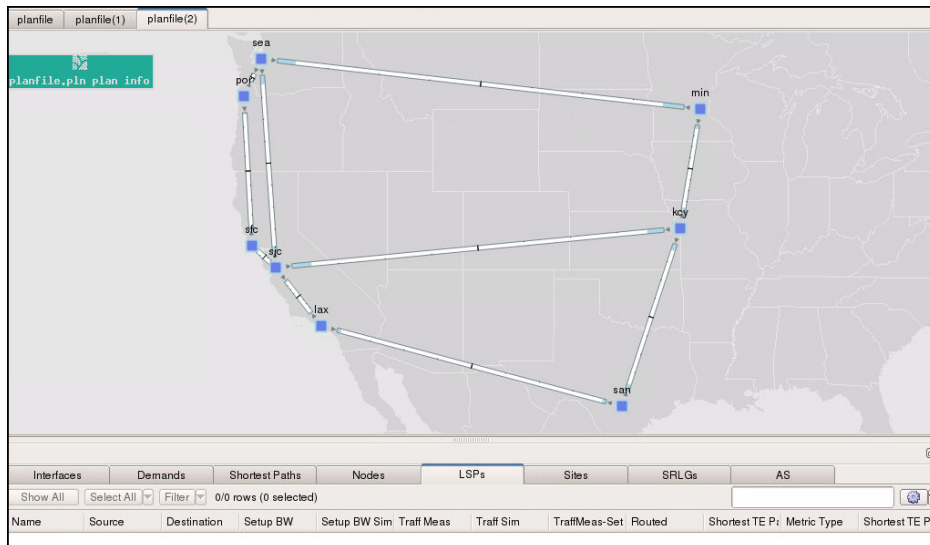 planfile planfile(1) planfile(2)
planfile.pln plan info
sea
por
min
sfc
sjc
kcy
lax
san
Interfaces Demands Shortest Paths Nodes LSPs Sites SRLGs AS
Show All Select All Filter 0/0 rows (0 selected)
Name Source Destination Setup BW Setup BW Sim Traff Meas Traff Sim TraffMeas-Set Routed Shortest TE Pa Metric Type Shortest TE P